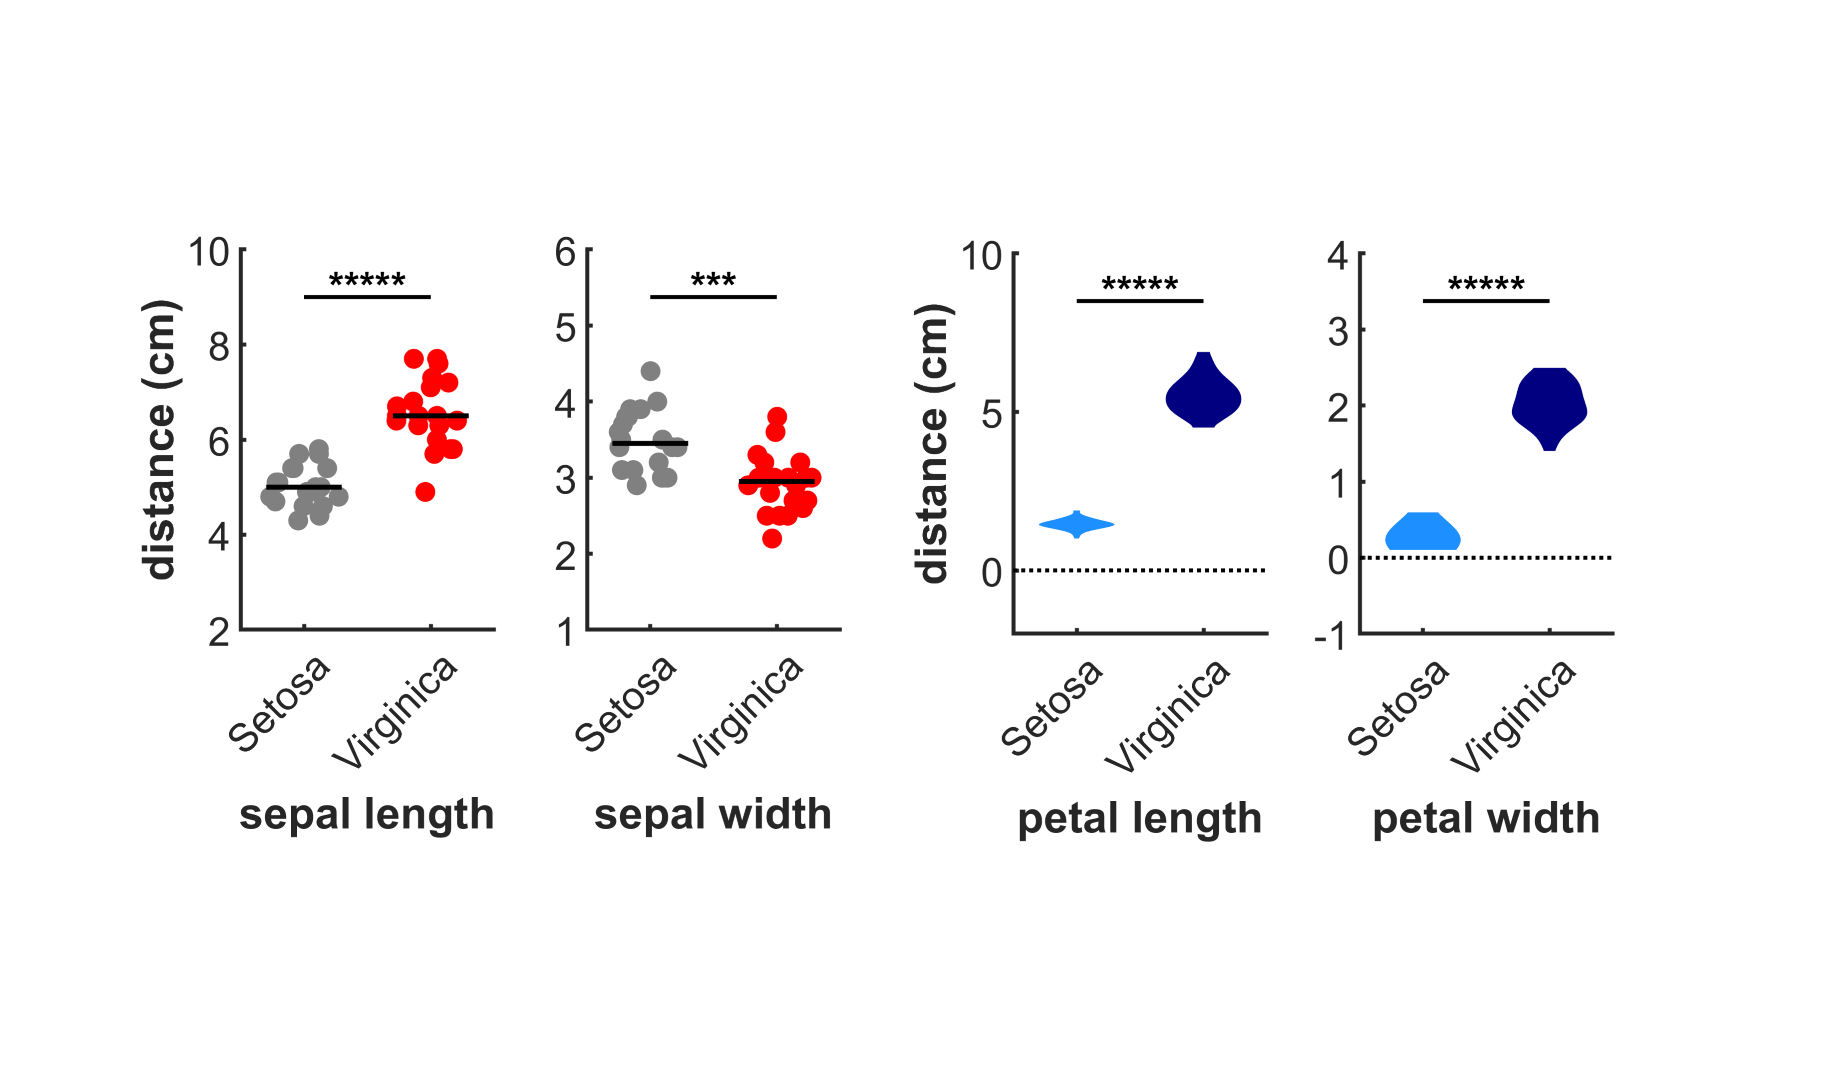 distance (cm)
10
8
6
4
2
*****
Setosa
Virginica
sepal length
6
5
4
3
2
1
***
Setosa
Virginica
sepal width
distance (cm)
10
5
0
*****
Setosa
Virginica
petal length
4
3
2
1
0
-1
*****
Setosa
Virginica
petal width